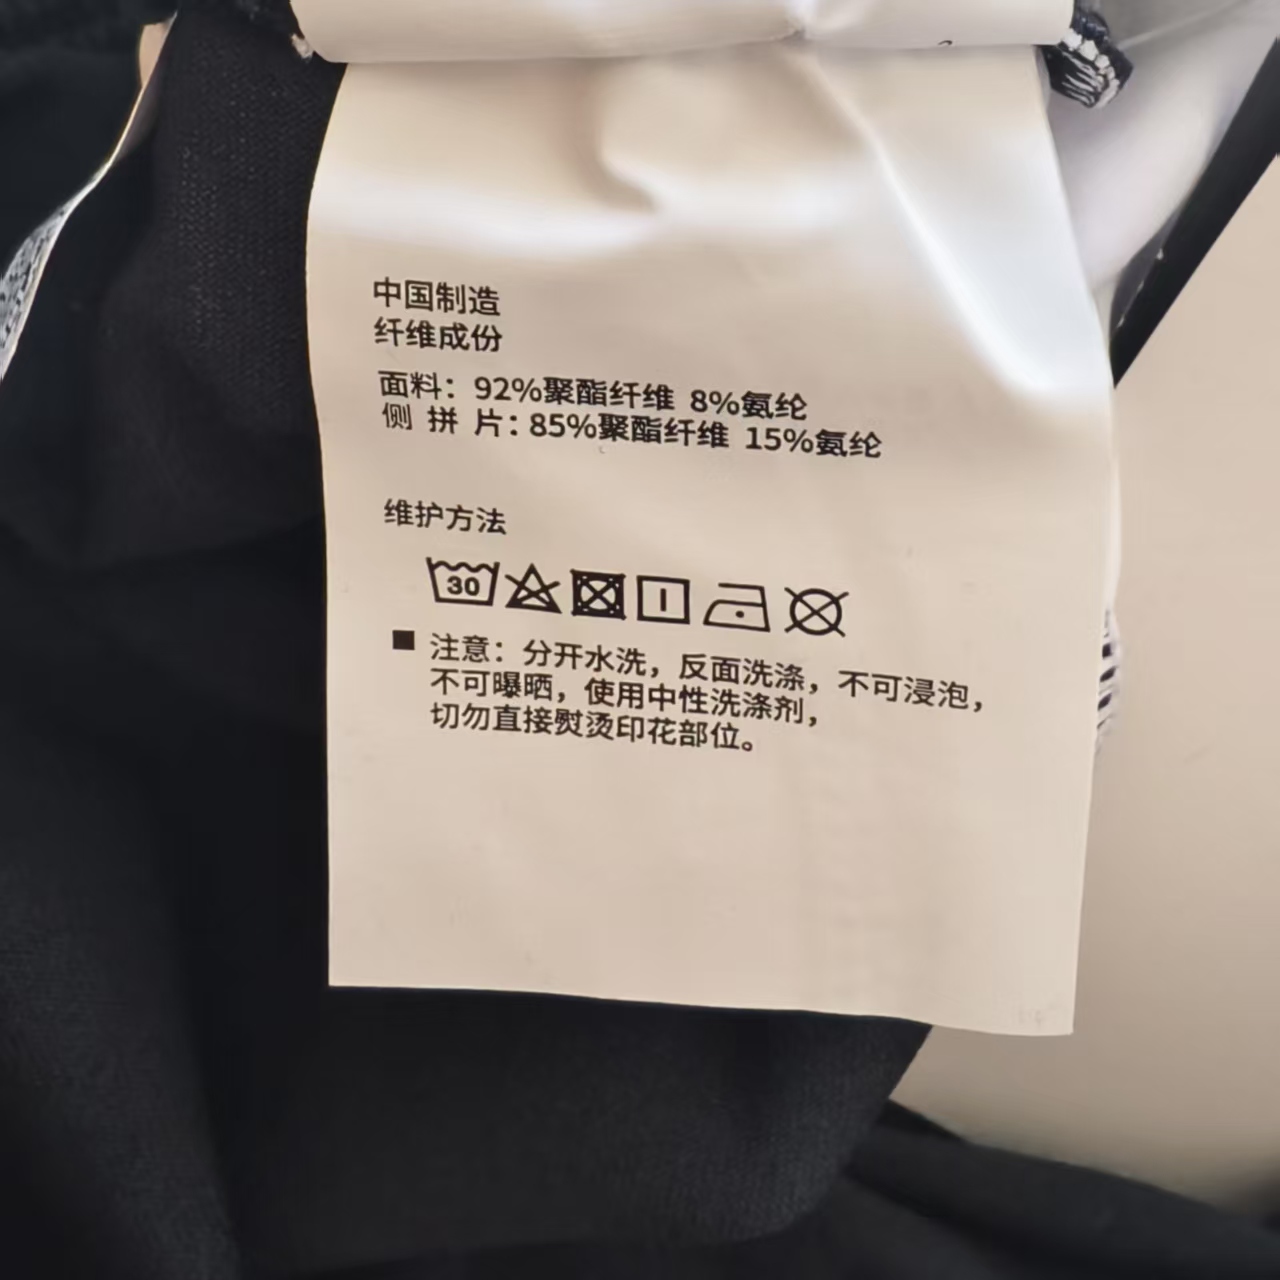 中国制造
纤维成份
面料：92%聚酯纤维 8%氨纶
侧 拼 片：85%聚酯纤维 15%氨纶
维护方法
30
■ 注意：分开水洗，反面洗涤，不可浸泡，
不可曝晒，使用中性洗涤剂，
切勿直接熨烫印花部位。